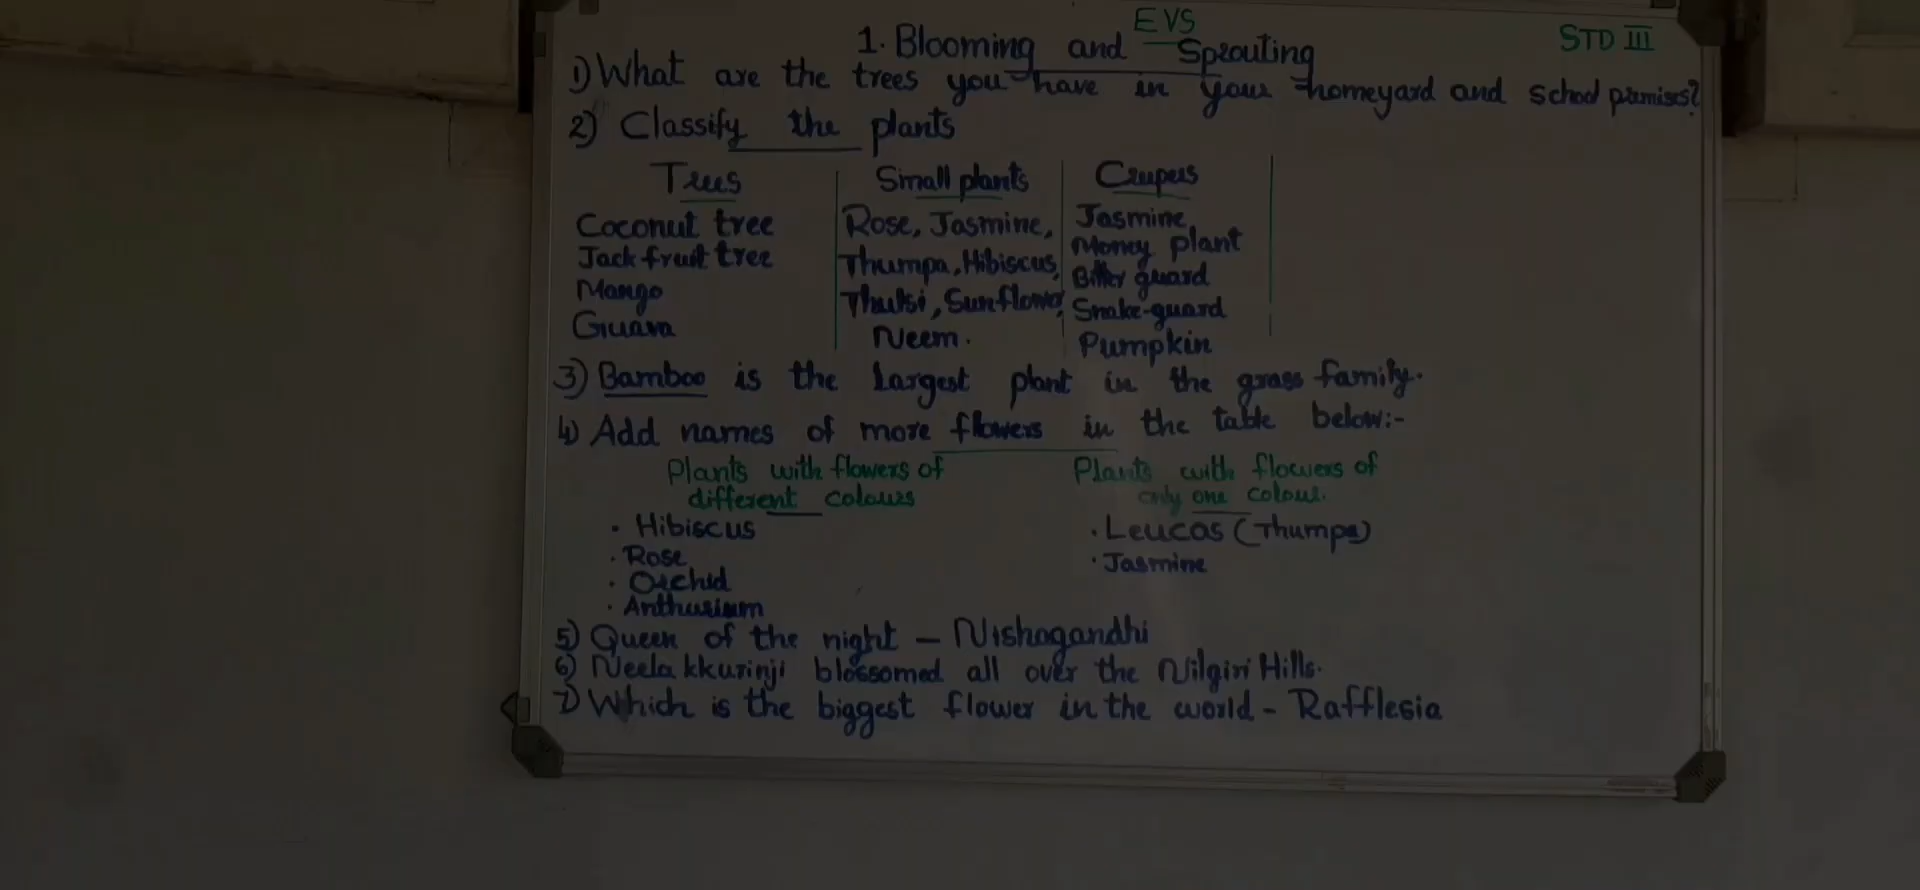 EVS
STD III
1. Blooming and Sprouting
1) What are the trees you have in your homeyard and school premises?
2) Classify the plants
Trees Small plants Creepers
Coconut tree Rose, Jasmine, Jasmine,
Jack fruit tree Thumpa, Hibiscus, Money plant
Mango Thulsi, Sunflower, Bitter guard
Guava Neem. Snake-guard
Pumpkin
3) Bamboo is the largest plant in the grass family.
4) Add names of more flowers in the table below:-
Plants with flowers of different colours
Plants with flowers of only one colour.
· Hibiscus · Leucas (Thumpa)
· Rose · Jasmine
· Orchid
· Anthurium
5) Queen of the night – Nishagandhi
6) Neela kkurinji blossomed all over the Nilgiri Hills.
7) Which is the biggest flower in the world - Rafflesia